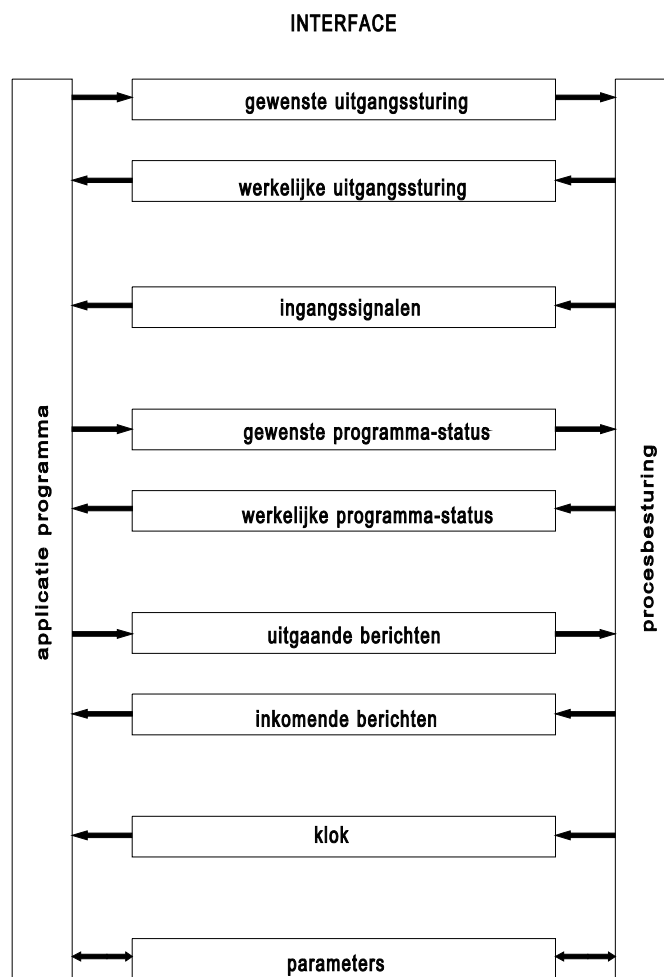 INTERFACE
gewenste uitgangssturing
werkelijke uitgangssturing
ingangssignalen
gewenste programma-status
werkelijke programma-status
uitgaande berichten
inkomende berichten
klok
parameters
applicatie programma
procesbesturing